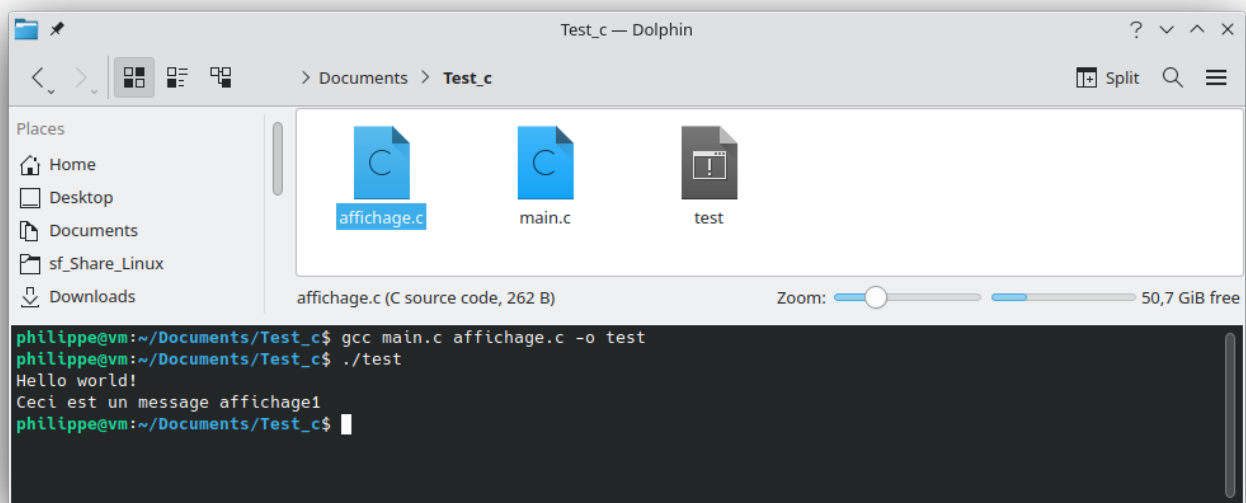 Test_c — Dolphin
Documents > Test_c
Split
Places
Home
Desktop
Documents
sf_Share_Linux
Downloads
affichage.c
main.c
test
affichage.c (C source code, 262 B)
Zoom:
50,7 GiB free
philippe@vm:~/Documents/Test_c$ gcc main.c affichage.c -o test
philippe@vm:~/Documents/Test_c$ ./test
Hello world!
Ceci est un message affichage1
philippe@vm:~/Documents/Test_c$